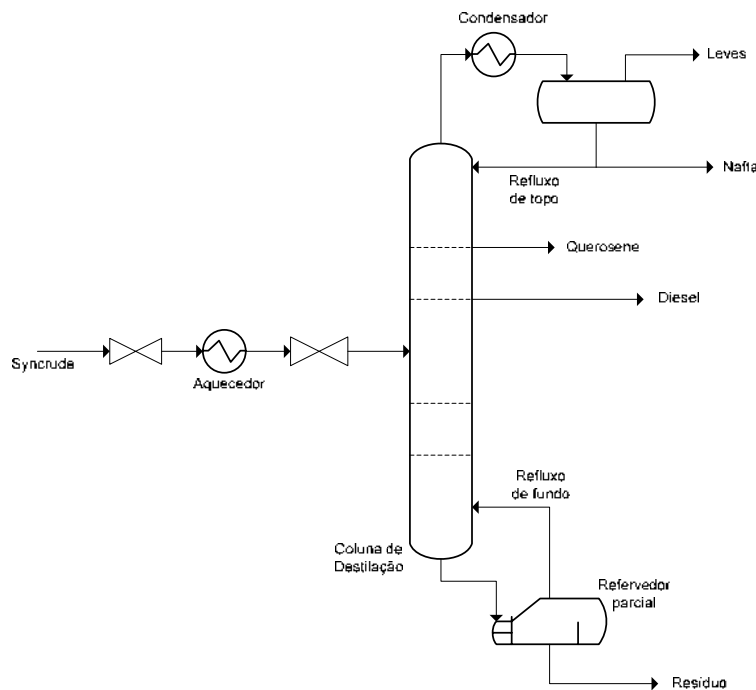 Condensador
Leves
Nafta
Refluxo
de topo
Querosene
Diesel
Syncrude
Aquecedor
Refluxo
de fundo
Coluna de
Destilação
Refervedor
parcial
Resíduo